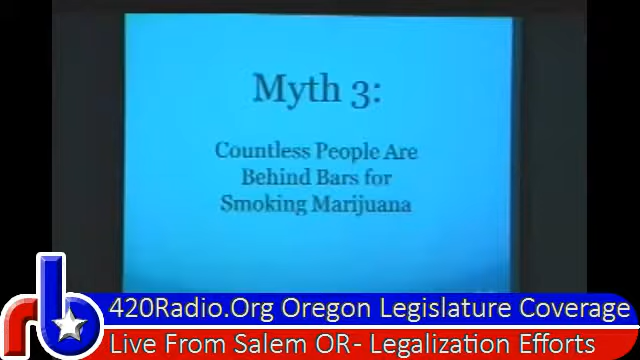 Myth 3:
Countless People Are
Behind Bars for
Smoking Marijuana
rb
420Radio.Org Oregon Legislature Coverage
Live From Salem OR- Legalization Efforts